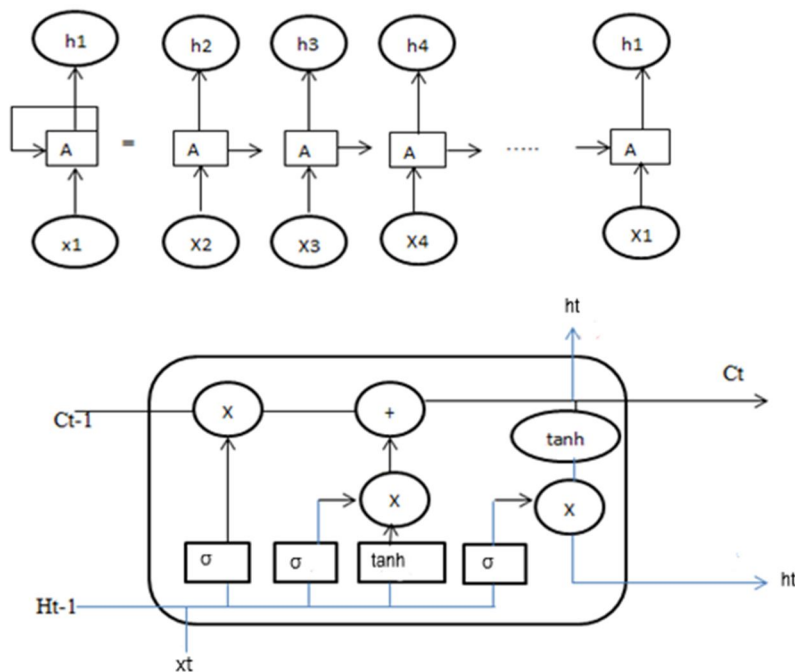 h1 h2 h3 h4 h1
A = A A A ..... A
x1 X2 X3 X4 X1
ht
Ct
Ct-1 X +
tanh
X X
σ σ tanh σ
Ht-1 ht
xt